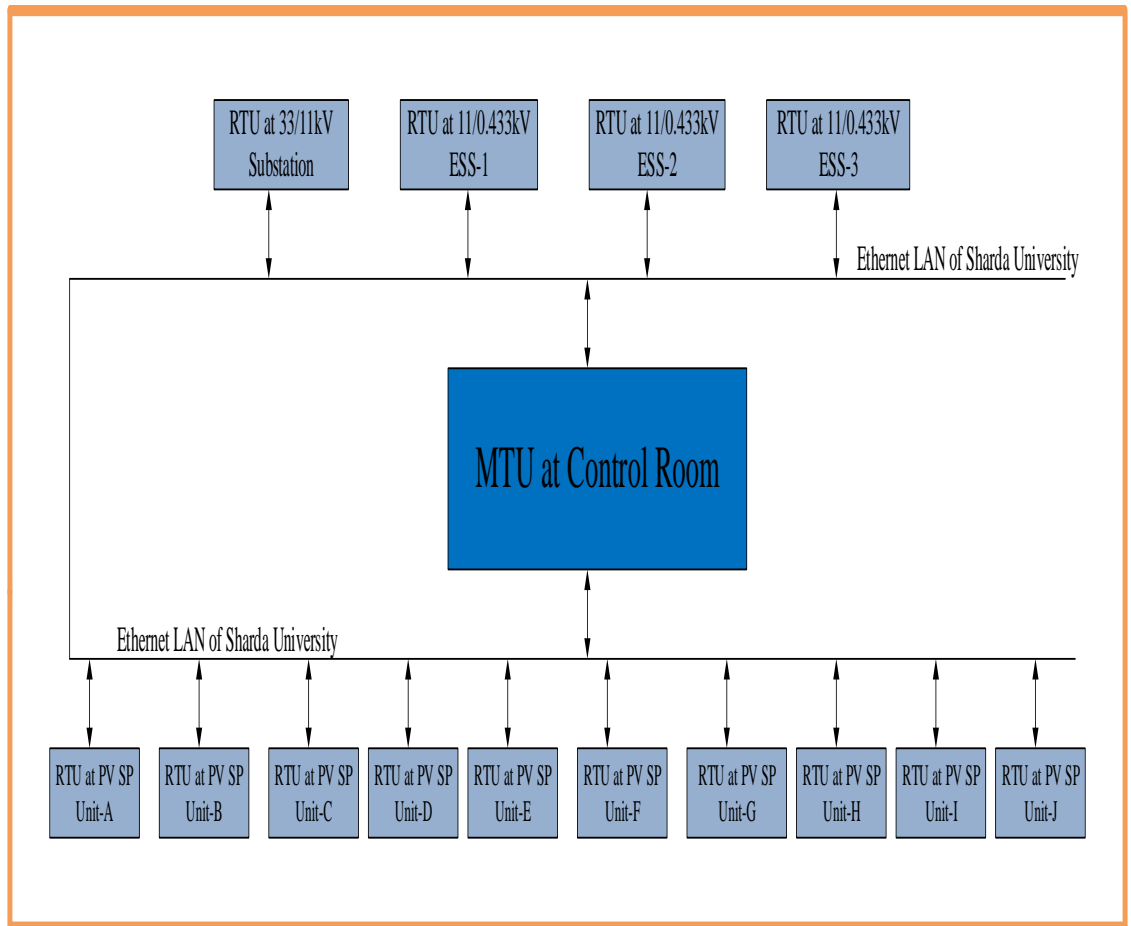 RTU at 33/11kV
Substation
RTU at 11/0.433kV
ESS-1
RTU at 11/0.433kV
ESS-2
RTU at 11/0.433kV
ESS-3
Ethernet LAN of Sharda University
MTU at Control Room
Ethernet LAN of Sharda University
RTU at PV SP
Unit-A
RTU at PV SP
Unit-B
RTU at PV SP
Unit-C
RTU at PV SP
Unit-D
RTU at PV SP
Unit-E
RTU at PV SP
Unit-F
RTU at PV SP
Unit-G
RTU at PV SP
Unit-H
RTU at PV SP
Unit-I
RTU at PV SP
Unit-J